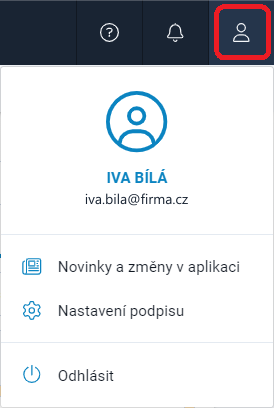 IVA BÍLÁ
iva.bila@firma.cz
Novinky a změny v aplikaci
Nastavení podpisu
Odhlásit